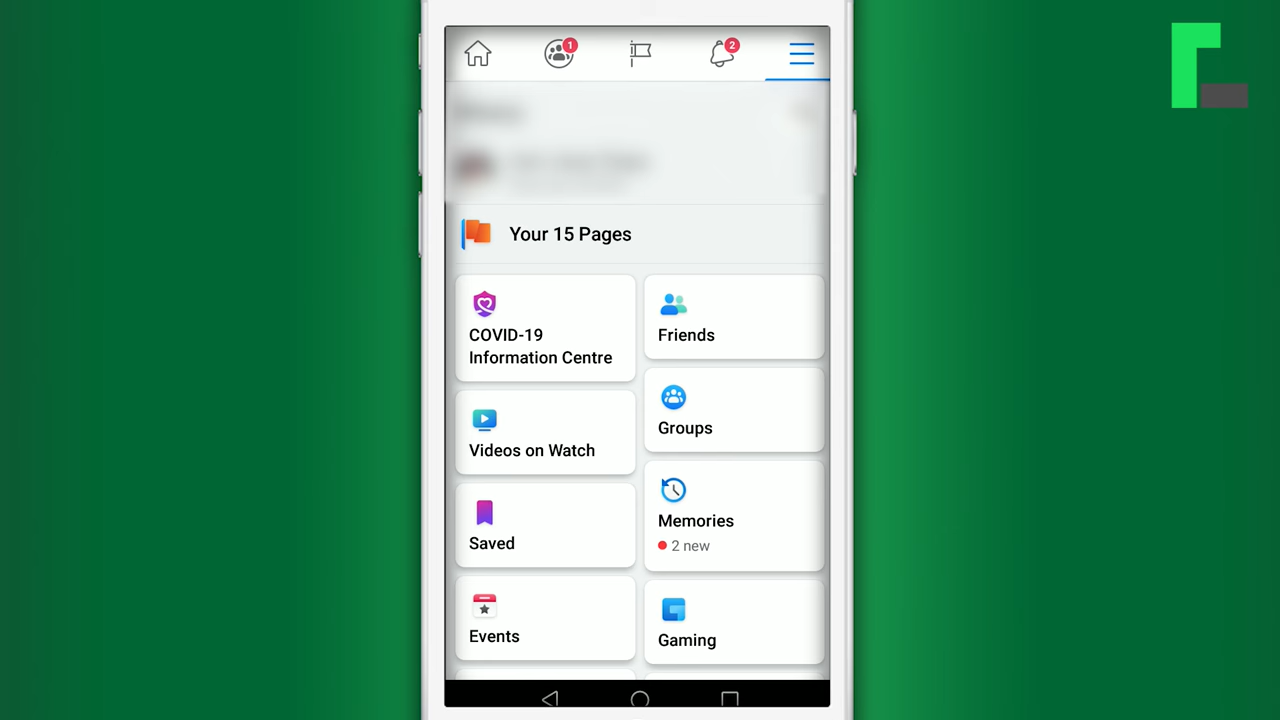 1
2
Your 15 Pages
COVID-19
Information Centre
Friends
Videos on Watch
Groups
Saved
Memories
2 new
Events
Gaming